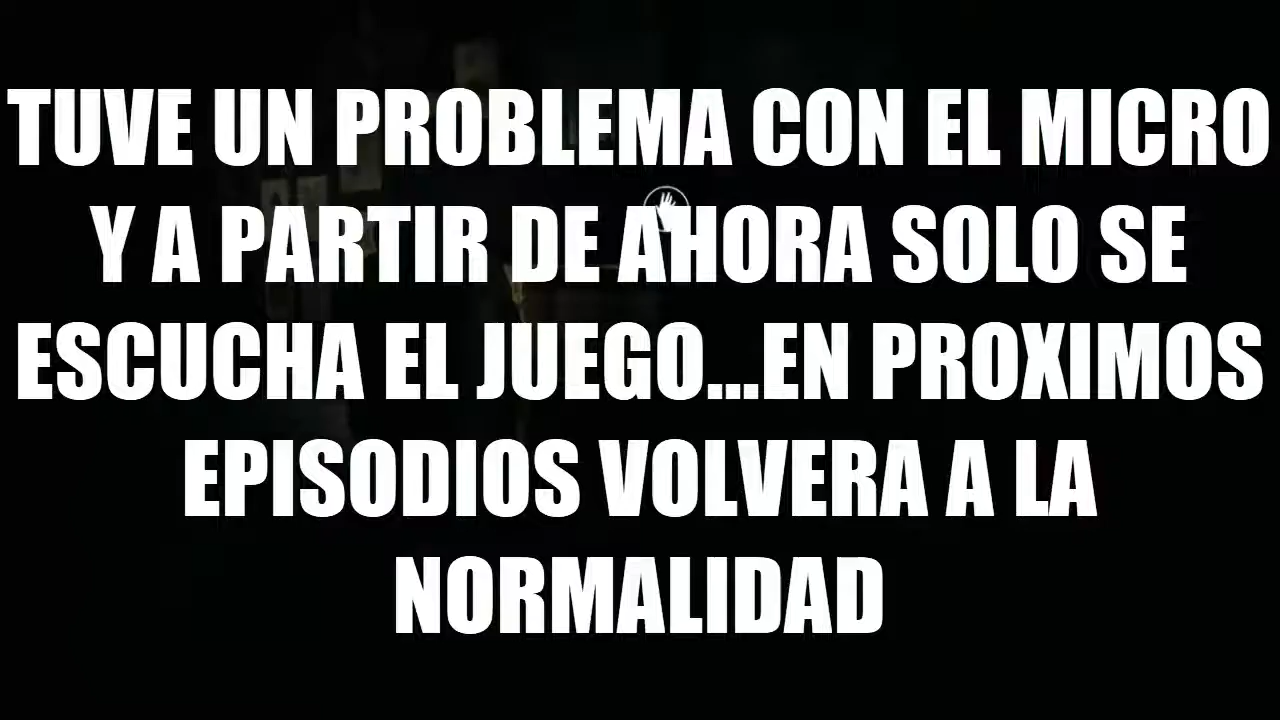 TUVE UN PROBLEMA CON EL MICRO
Y A PARTIR DE AHORA SOLO SE
ESCUCHA EL JUEGO...EN PROXIMOS
EPISODIOS VOLVERA A LA
NORMALIDAD